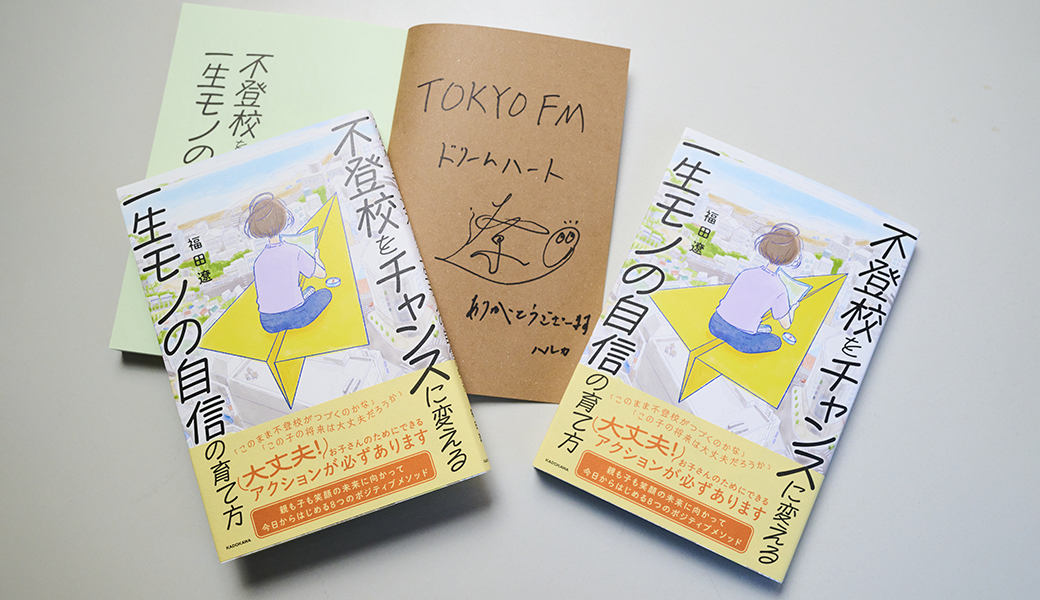 不登校を
一生モノの
TOKYO FM
ドリームハート
ありがとうございます
ハルカ
不登校をチャンスに変える
一生モノの自信の育て方
福田遼
「このまま不登校がつづくのかな」
「この子の将来は大丈夫だろうか」
大丈夫!お子さんのためにできる
アクションが必ずあります
親も子も笑顔の未来に向かって
今日からはじめる8つのポジティブメソッド
KADOKAWA
不登校をチャンスに変える
一生モノの自信の育て方
福田遼
「このまま不登校がつづくのかな」
「この子の将来は大丈夫だろうか」
大丈夫!お子さんのためにできる
アクションが必ずあります
親も子も笑顔の未来に向かって
今日からはじめる8つのポジティブメソッド
KADOKAWA